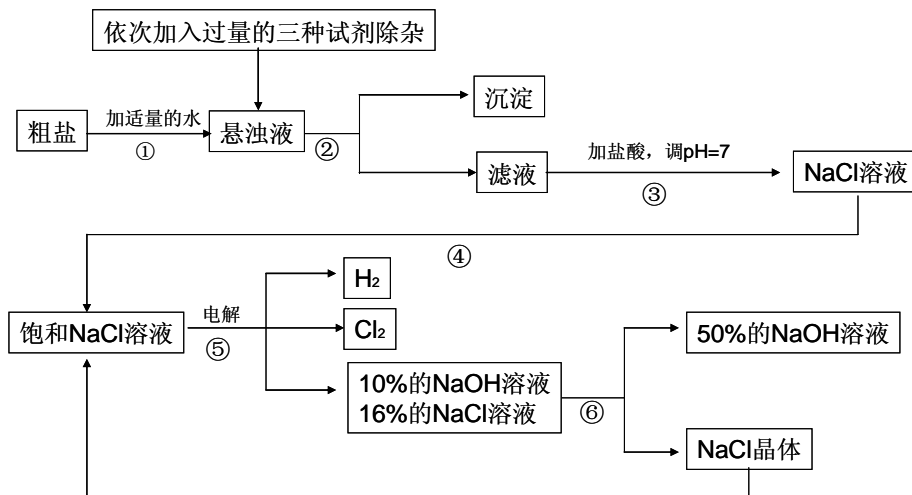 依次加入过量的三种试剂除杂
粗盐
加适量的水
①
悬浊液
②
沉淀
滤液
加盐酸，调pH=7
③
NaCl溶液
④
饱和NaCl溶液
电解
⑤
H₂
Cl₂
10%的NaOH溶液
16%的NaCl溶液
⑥
50%的NaOH溶液
NaCl晶体